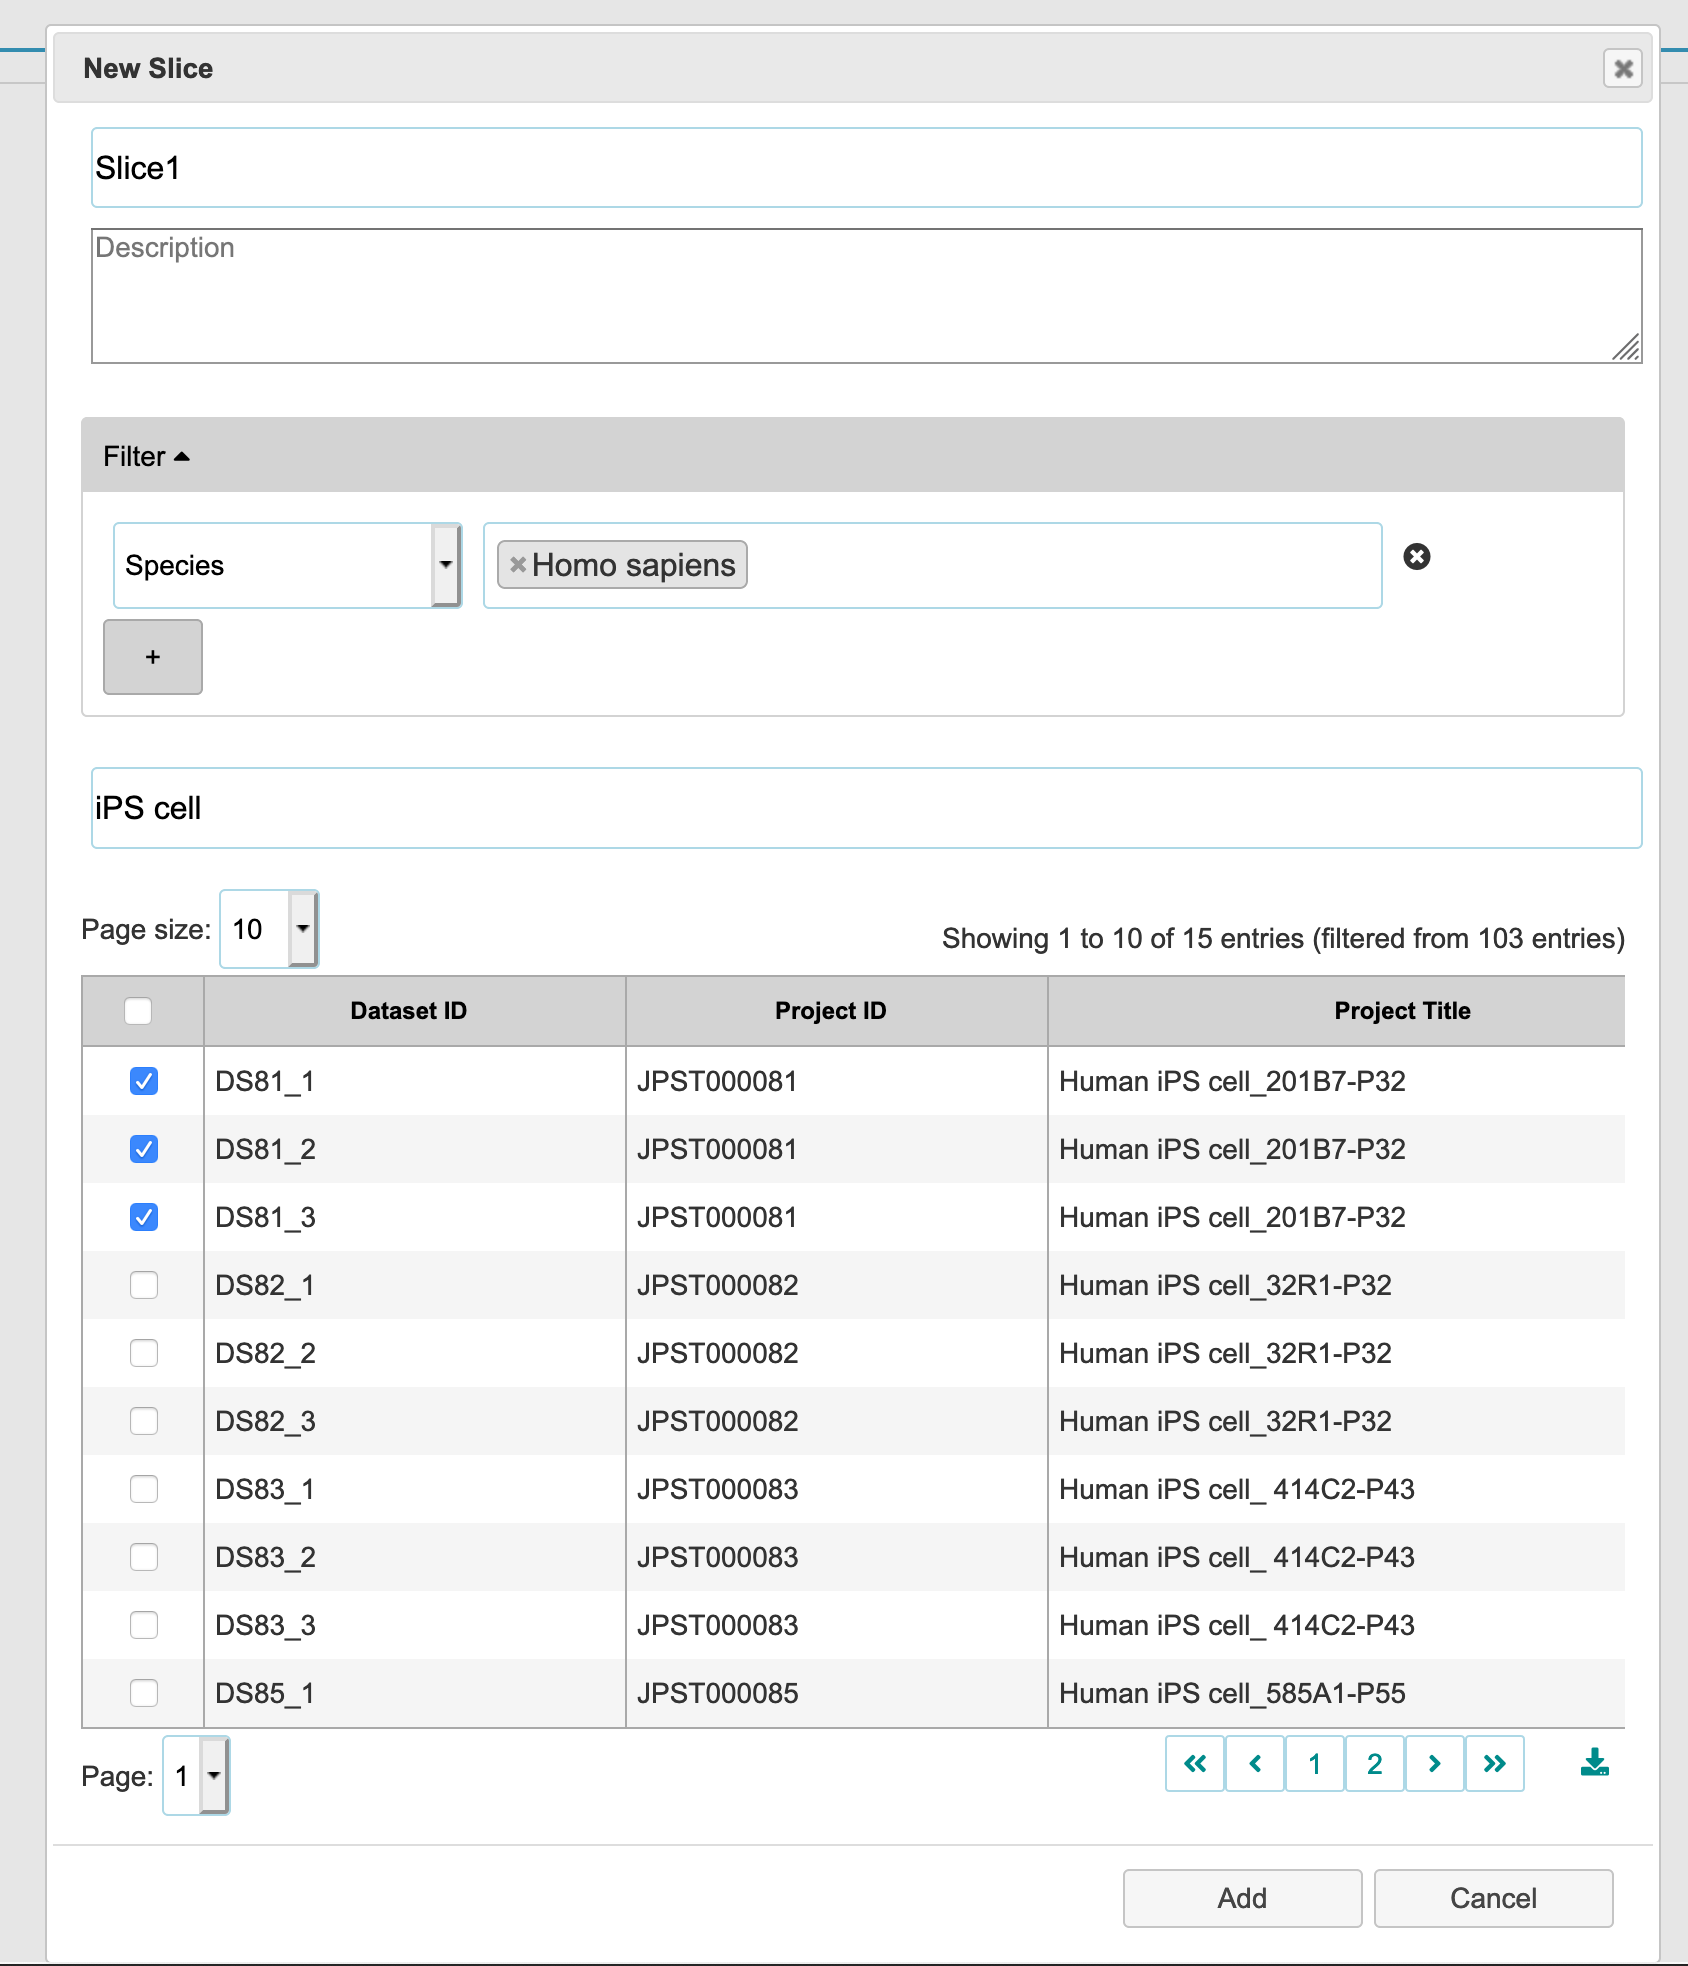 New Slice
Slice1
Description
Filter
Species Homo sapiens
+
iPS cell
Page size: 10 Showing 1 to 10 of 15 entries (filtered from 103 entries)
Dataset ID Project ID Project Title
DS81_1 JPST000081 Human iPS cell_201B7-P32
DS81_2 JPST000081 Human iPS cell_201B7-P32
DS81_3 JPST000081 Human iPS cell_201B7-P32
DS82_1 JPST000082 Human iPS cell_32R1-P32
DS82_2 JPST000082 Human iPS cell_32R1-P32
DS82_3 JPST000082 Human iPS cell_32R1-P32
DS83_1 JPST000083 Human iPS cell_ 414C2-P43
DS83_2 JPST000083 Human iPS cell_ 414C2-P43
DS83_3 JPST000083 Human iPS cell_ 414C2-P43
DS85_1 JPST000085 Human iPS cell_585A1-P55
Page: 1 « ‹ 1 2 › »
Add Cancel